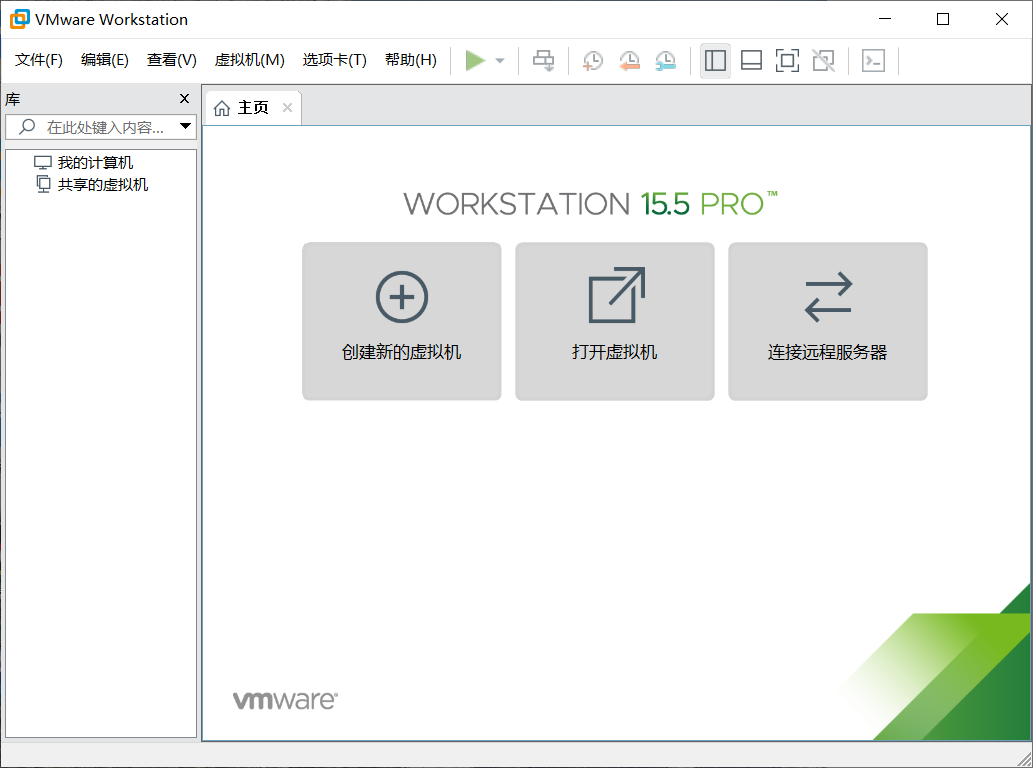 VMware Workstation
文件(F) 编辑(E) 查看(V) 虚拟机(M) 选项卡(T) 帮助(H)
库
主页
在此处键入内容...
我的计算机
共享的虚拟机
WORKSTATION 15.5 PRO™
创建新的虚拟机 打开虚拟机 连接远程服务器
vmware®